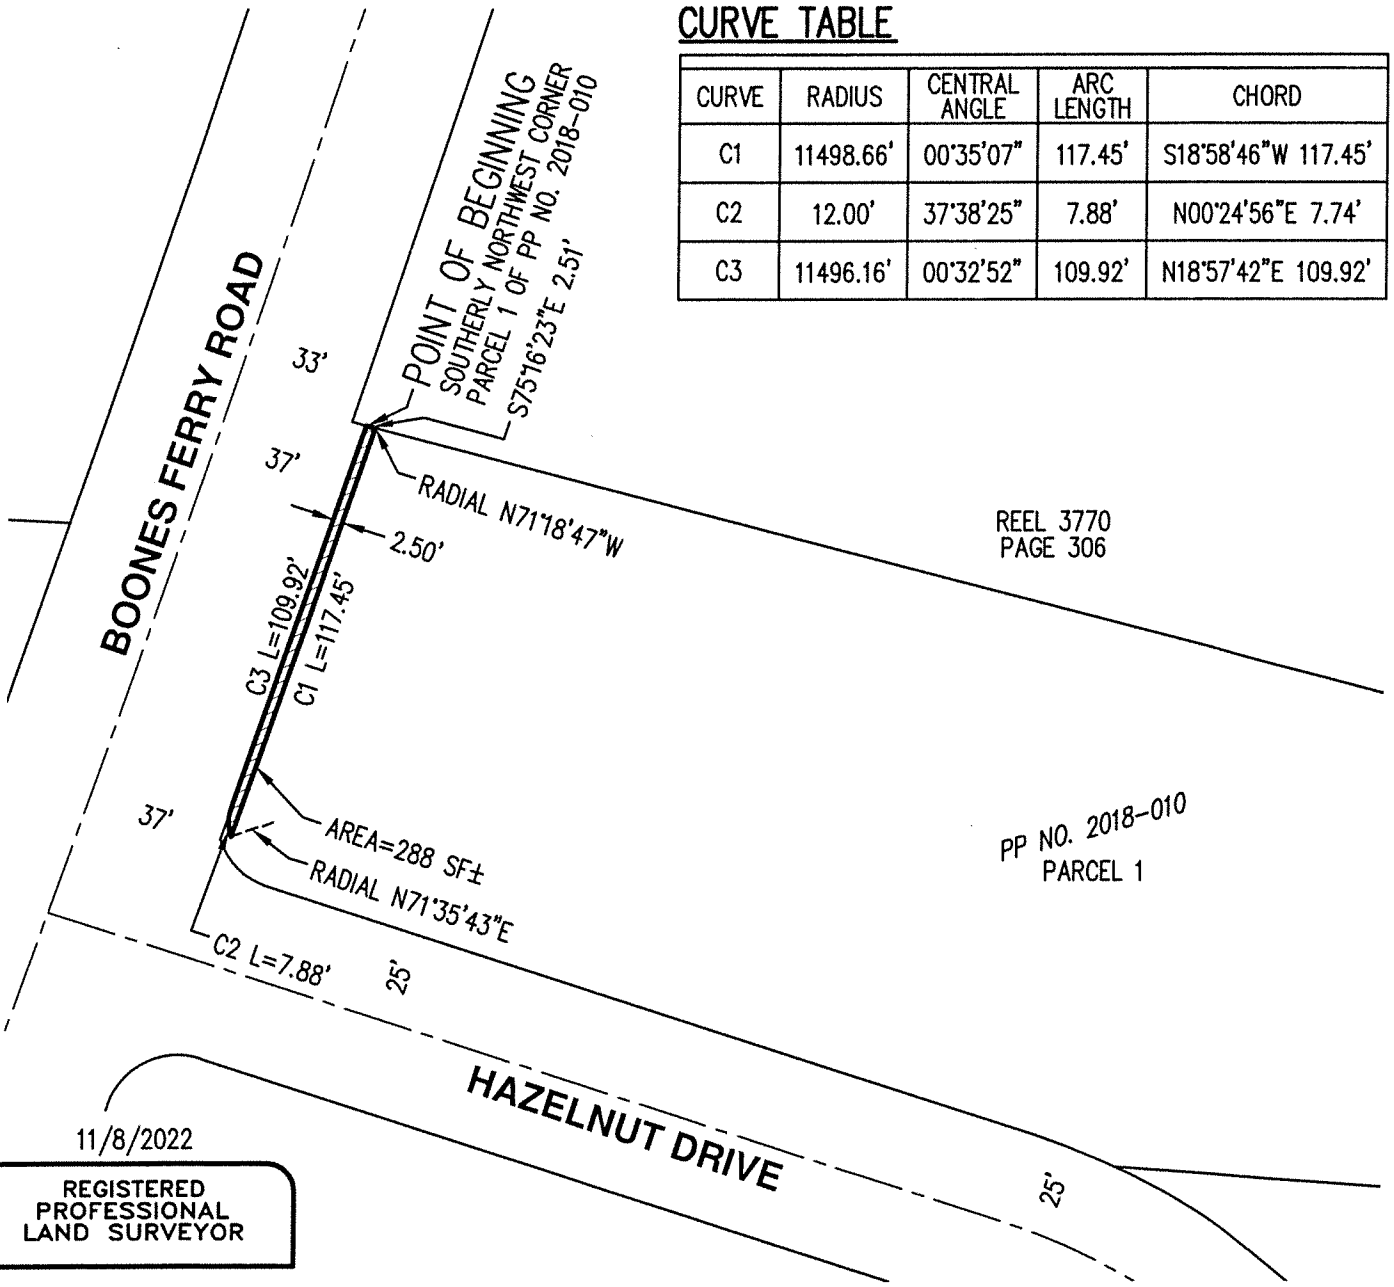 CURVE TABLE
CURVE RADIUS CENTRAL ANGLE ARC LENGTH CHORD
C1 11498.66' 00°35'07" 117.45' S18°58'46"W 117.45'
C2 12.00' 37°38'25" 7.88' N00°24'56"E 7.74'
C3 11496.16' 00°32'52" 109.92' N18°57'42"E 109.92'
POINT OF BEGINNING
SOUTHERLY NORTHWEST CORNER
PARCEL 1 OF PP NO. 2018-010
S75°16'23"E 2.51'
BOONES FERRY ROAD
33'
37'
RADIAL N71°18'47"W
2.50'
REEL 3770
PAGE 306
C3 L=109.92'
C1 L=117.45'
37'
AREA=288 SF±
RADIAL N71°35'43"E
PP NO. 2018-010
PARCEL 1
C2 L=7.88'
25'
HAZELNUT DRIVE
25'
11/8/2022
REGISTERED
PROFESSIONAL
LAND SURVEYOR